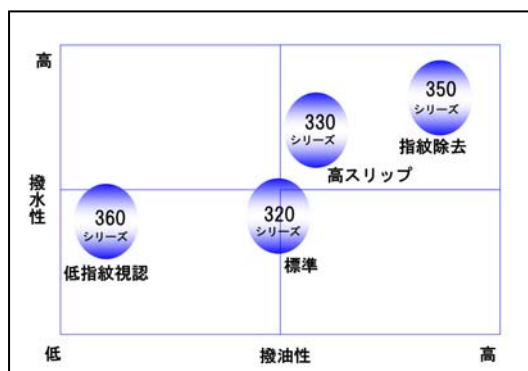 高
350
シリーズ
330
シリーズ
指紋除去
高スリップ
撥水性
360
シリーズ
320
シリーズ
低指紋視認
標準
低
撥油性
高